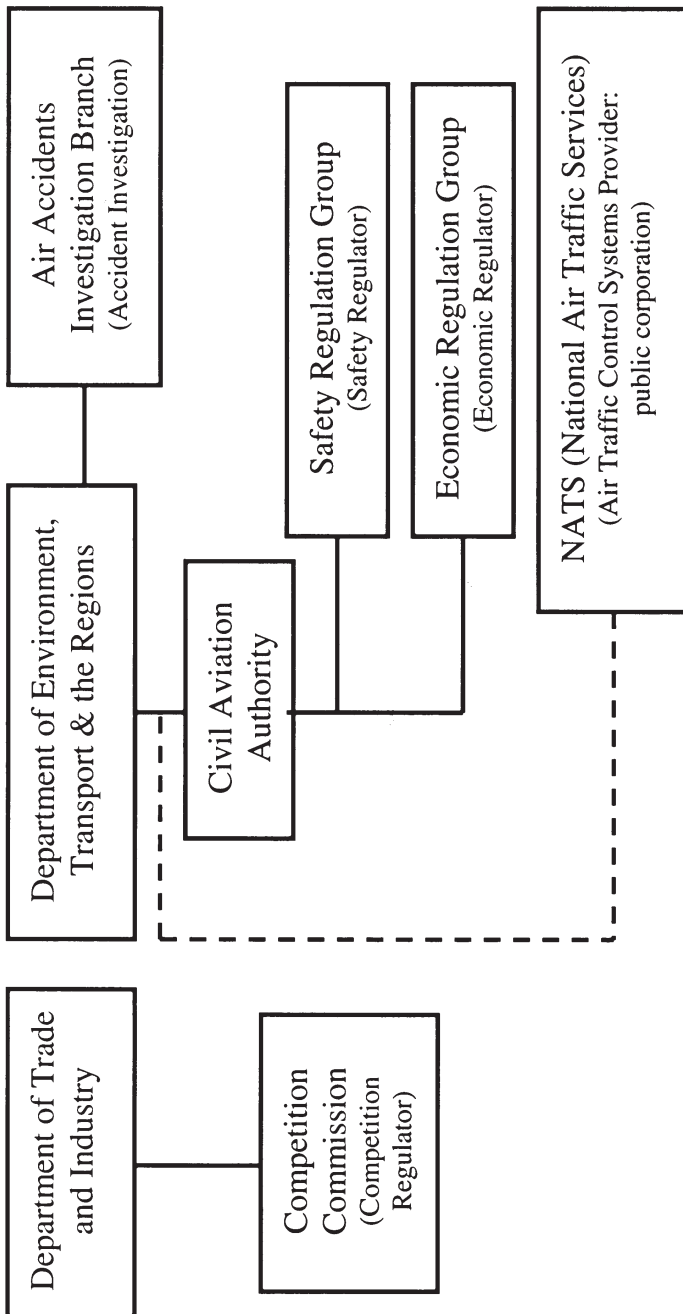 Department of Trade
and Industry
Department of Environment,
Transport & the Regions
Air Accidents
Investigation Branch
(Accident Investigation)
Civil Aviation
Authority
Competition
Commission
(Competition
Regulator)
Safety Regulation Group
(Safety Regulator)
Economic Regulation Group
(Economic Regulator)
NATS (National Air Traffic Services)
(Air Traffic Control Systems Provider:
public corporation)